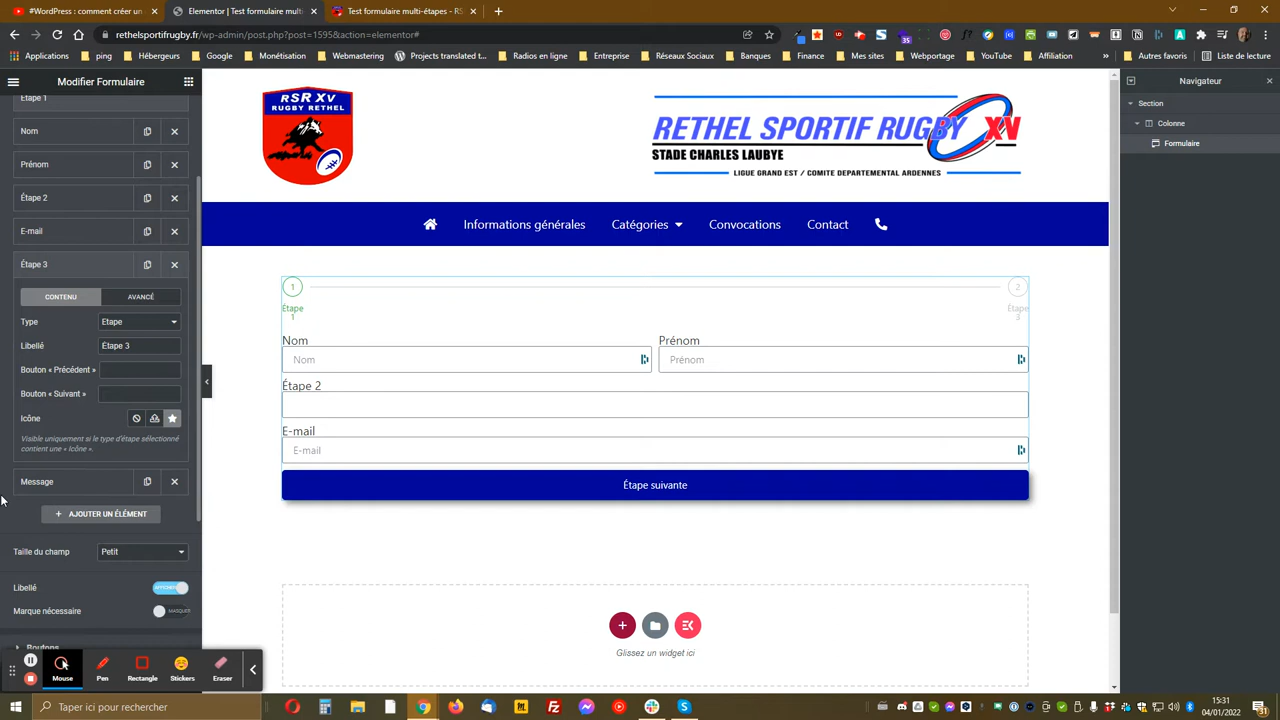 #WordPress : comment créer un
Elementor | Test formulaire multi
Test formulaire multi-étapes - RS
rethelsportifrugby.fr/wp-admin/post.php?post=1595&action=elementor#
Applications
ping
Hébergeurs
Google
Monétisation
Webmastering
Projects translated t...
Radios en ligne
Entreprise
Réseaux Sociaux
Banques
Finance
Mes sites
Webportage
YouTube
Affiliation
»
Autres favoris
Liste de lecture
Modifier Formulaire
Étape 1
Nom
Prénom
Étape 2
E-mail
Étape 3
CONTENU
AVANCÉ
Type
Étape
Libellé
Étape 3
Bouton « Précédent »
Bouton « Suivant »
Icône
Visible uniquement si le type d'étape sélectionné
contient une « Icône ».
Message
+ AJOUTER UN ÉLÉMENT
Taille du champ
Petit
Libellé
AFFICHER
Marque nécessaire
MASQUER
Boutons
Mouse
Pen
Rectangle
Stickers
Eraser
RSR XV
RUGBY RETHEL
RETHEL SPORTIF RUGBY XV
STADE CHARLES LAUBYE
LIGUE GRAND EST / COMITE DEPARTEMENTAL ARDENNES
Informations générales
Catégories
Convocations
Contact
1
Étape
1
2
Étape
3
Nom
Prénom
Nom
Prénom
Étape 2
E-mail
E-mail
Étape suivante
Glissez un widget ici
Navigateur
Section
Colonne
Formulaire
Taper ici pour rechercher
15:31
04/01/2022